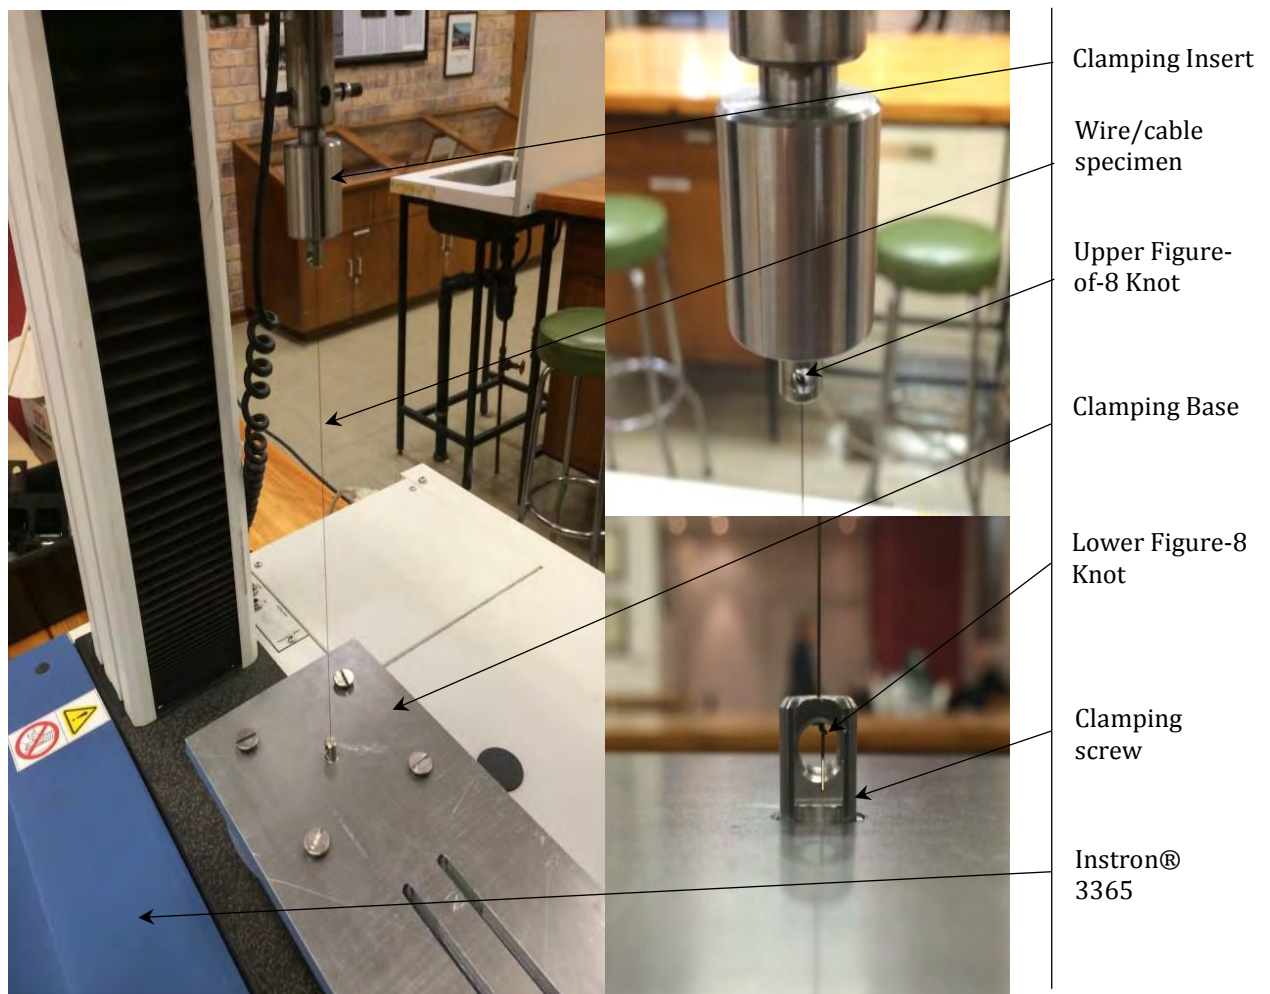 Clamping Insert
Wire/cable
specimen
Upper Figure-
of-8 Knot
Clamping Base
Lower Figure-8
Knot
Clamping
screw
Instron®
3365